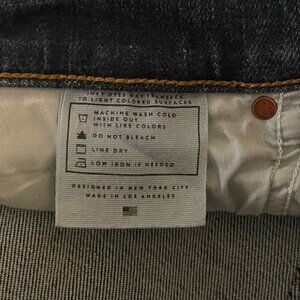 INKY DYES MAY TRANSFER
TO LIGHT COLORED SURFACES
MACHINE WASH COLD
INSIDE OUT
WITH LIKE COLORS
DO NOT BLEACH
LINE DRY
LOW IRON IF NEEDED
DESIGNED IN NEW YORK CITY
MADE IN LOS ANGELES